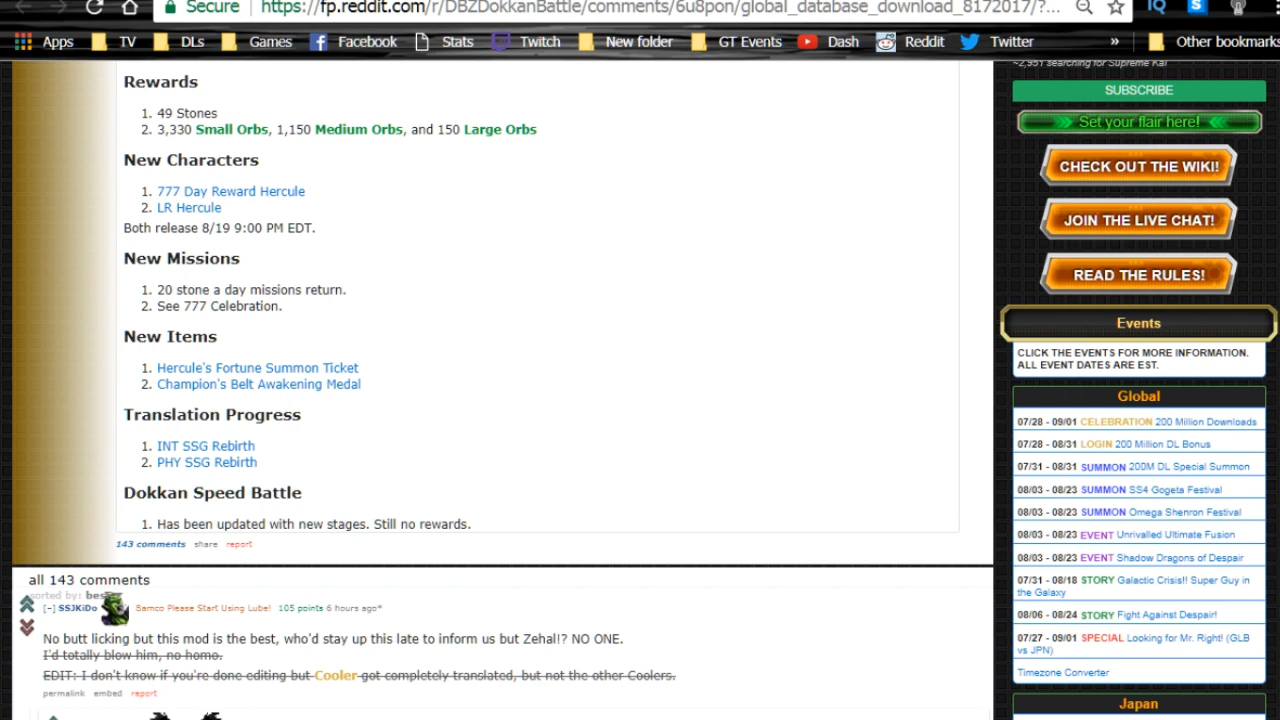 Secure https://fp.reddit.com/r/DBZDokkanBattle/comments/6u8pon/global_database_download_8172017/?...
Apps TV DLs Games Facebook Stats Twitch New folder GT Events Dash Reddit Twitter » Other bookmarks
Rewards
1. 49 Stones
2. 3,330 Small Orbs, 1,150 Medium Orbs, and 150 Large Orbs
New Characters
1. 777 Day Reward Hercule
2. LR Hercule
Both release 8/19 9:00 PM EDT.
New Missions
1. 20 stone a day missions return.
2. See 777 Celebration.
New Items
1. Hercule's Fortune Summon Ticket
2. Champion's Belt Awakening Medal
Translation Progress
1. INT SSG Rebirth
2. PHY SSG Rebirth
Dokkan Speed Battle
1. Has been updated with new stages. Still no rewards.
143 comments share report
all 143 comments
sorted by: best
[–] SSJKiDo Bamco Please Start Using Lube! 105 points 6 hours ago*
No butt licking but this mod is the best, who'd stay up this late to inform us but Zehal!? NO ONE.
I'd totally blow him, no homo.
EDIT: I don't know if you're done editing but Cooler got completely translated, but not the other Coolers.
permalink embed report
~2,951 searching for Supreme Kai
SUBSCRIBE
Set your flair here!
CHECK OUT THE WIKI!
JOIN THE LIVE CHAT!
READ THE RULES!
Events
CLICK THE EVENTS FOR MORE INFORMATION.
ALL EVENT DATES ARE EST.
Global
07/28 - 09/01 CELEBRATION 200 Million Downloads
07/28 - 08/31 LOGIN 200 Million DL Bonus
07/31 - 08/31 SUMMON 200M DL Special Summon
08/03 - 08/23 SUMMON SS4 Gogeta Festival
08/03 - 08/23 SUMMON Omega Shenron Festival
08/03 - 08/23 EVENT Unrivalled Ultimate Fusion
08/03 - 08/23 EVENT Shadow Dragons of Despair
07/31 - 08/18 STORY Galactic Crisis!! Super Guy in
the Galaxy
08/06 - 08/24 STORY Fight Against Despair!
07/27 - 09/01 SPECIAL Looking for Mr. Right! (GLB
vs JPN)
Timezone Converter
Japan